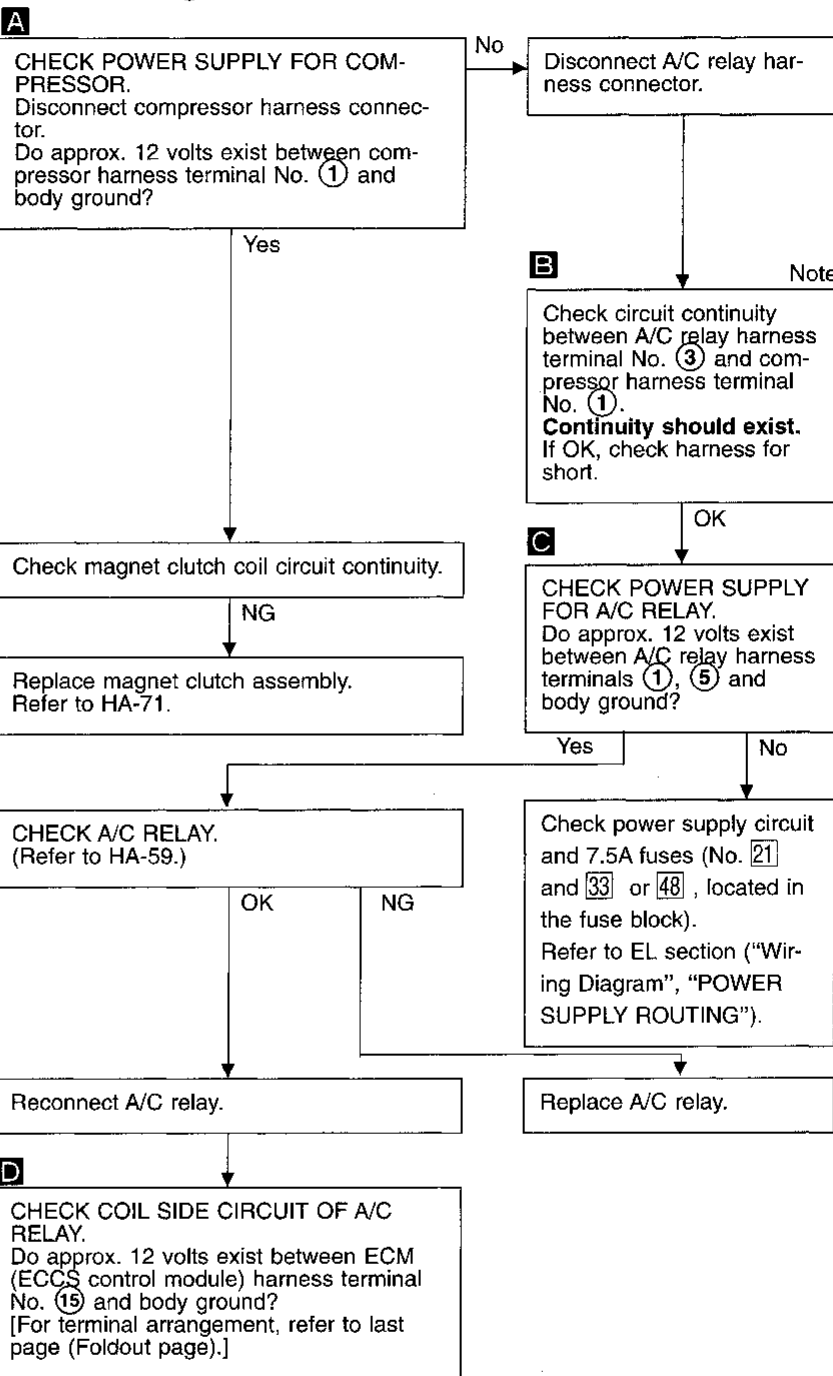 A
CHECK POWER SUPPLY FOR COM-
PRESSOR.
Disconnect compressor harness connec-
tor.
Do approx. 12 volts exist between com-
pressor harness terminal No. ① and
body ground?
No
Disconnect A/C relay har-
ness connector.
Yes
B
Note
Check circuit continuity
between A/C relay harness
terminal No. ③ and com-
pressor harness terminal
No. ①.
Continuity should exist.
If OK, check harness for
short.
OK
Check magnet clutch coil circuit continuity.
NG
Replace magnet clutch assembly.
Refer to HA-71.
C
CHECK POWER SUPPLY
FOR A/C RELAY.
Do approx. 12 volts exist
between A/C relay harness
terminals ①, ⑤ and
body ground?
Yes
No
CHECK A/C RELAY.
(Refer to HA-59.)
OK
NG
Check power supply circuit
and 7.5A fuses (No. 21
and 33 or 48 , located in
the fuse block).
Refer to EL section (“Wir-
ing Diagram”, “POWER
SUPPLY ROUTING”).
Reconnect A/C relay.
Replace A/C relay.
D
CHECK COIL SIDE CIRCUIT OF A/C
RELAY.
Do approx. 12 volts exist between ECM
(ECCS control module) harness terminal
No. ⑮ and body ground?
[For terminal arrangement, refer to last
page (Foldout page).]